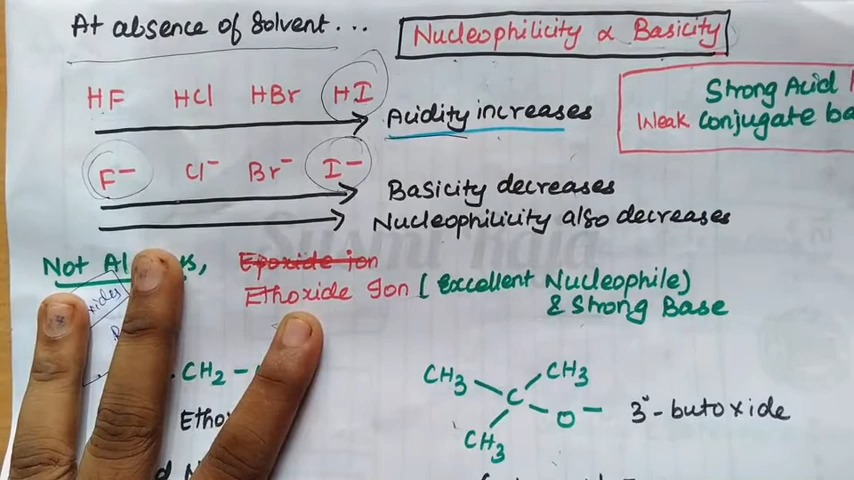 At absence of Solvent...
Nucleophilicity ∝ Basicity
HF HCl HBr HI
Acidity increases
Strong Acid
Weak Conjugate ba
F⁻ Cl⁻ Br⁻ I⁻
Basicity decreases
Nucleophilicity also decreases
Not Al
Epoxide ion
Ethoxide Ion (Excellent Nucleophile)
& Strong Base
xides
CH₂ –
Etho
CH₃ CH₃
C
O –
CH₃
3°-butoxide